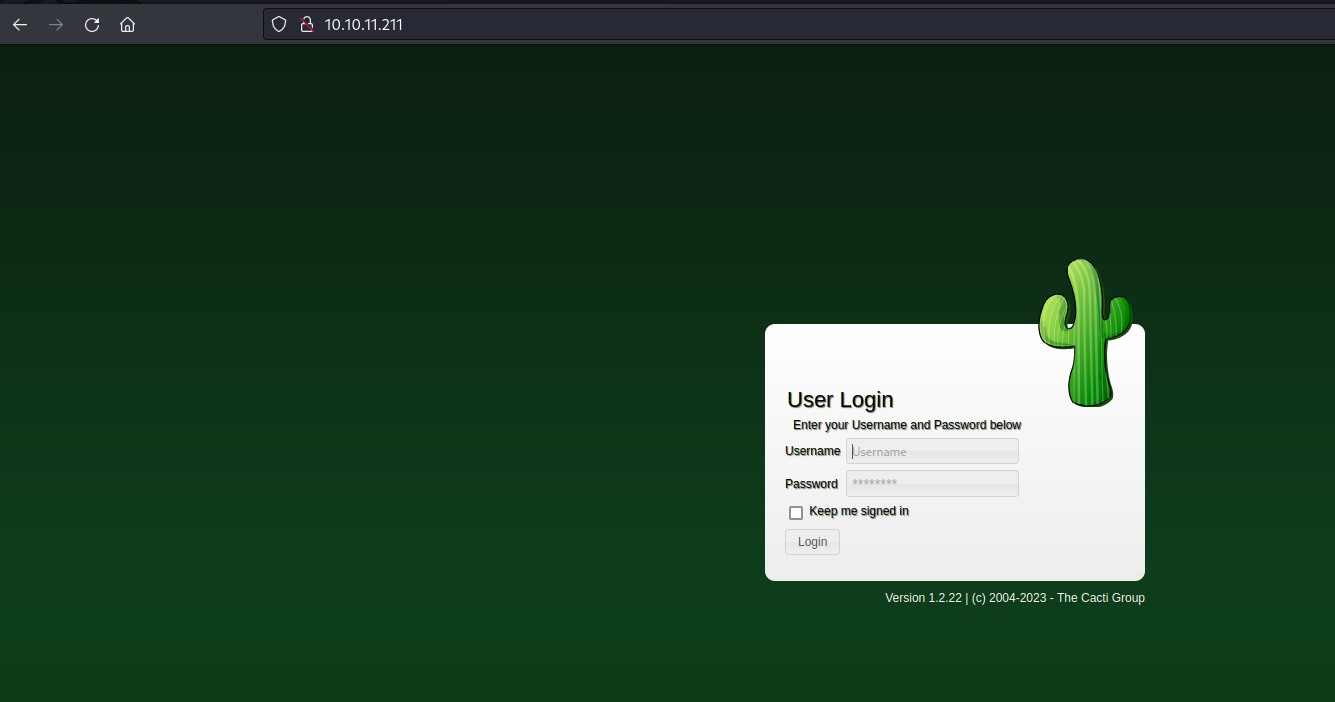 10.10.11.211
User Login
Enter your Username and Password below
Username Username
Password ********
Keep me signed in
Login
Version 1.2.22 | (c) 2004-2023 - The Cacti Group